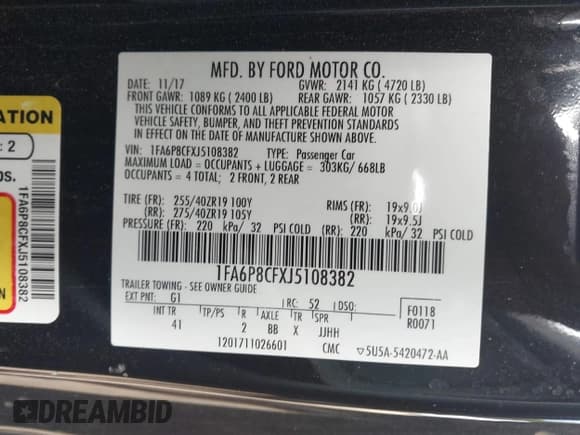 MFD. BY FORD MOTOR CO.
DATE: 11/17 GVWR: 2141 KG ( 4720 LB)
FRONT GAWR: 1089 KG ( 2400 LB) REAR GAWR: 1057 KG ( 2330 LB)
THIS VEHICLE CONFORMS TO ALL APPLICABLE FEDERAL MOTOR
VEHICLE SAFETY, BUMPER, AND THEFT PREVENTION STANDARDS
IN EFFECT ON THE DATE OF MANUFACTURE SHOWN ABOVE.
VIN: 1FA6P8CFXJ5108382 TYPE: Passenger Car
MAXIMUM LOAD = OCCUPANTS + LUGGAGE = 303KG/ 668LB
OCCUPANTS = 4 TOTAL; 2 FRONT, 2 REAR
TIRE (FR): 255/40ZR19 100Y RIMS (FR): 19x9.0J
(RR): 275/40ZR19 105Y (RR): 19x9.5J
PRESSURE (FR): 220 kPa/ 32 PSI COLD (RR): 220 kPa/ 32 PSI COLD
1FA6P8CFXJ5108382
TRAILER TOWING - SEE OWNER GUIDE
EXT PNT: G1 RC: 52 DSO: F0118
INT TR TP/PS R AXLE TR SPR R0071
41 2 BB X JJHH
1201711026601 CMC ▽5U5A-5420472-AA
ATION
: 2
bs.
N
1FA6P8CFXJ5108382
DREAMBID